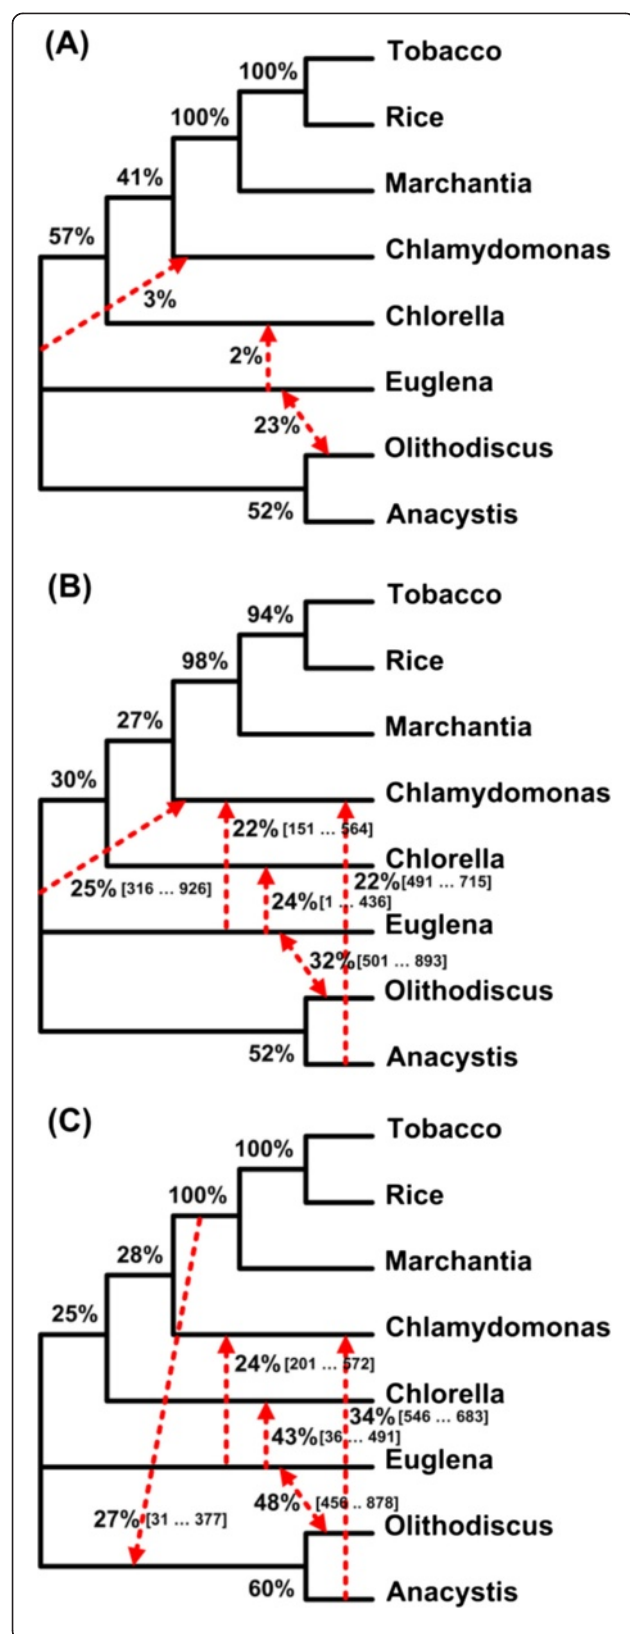 (A)
Tobacco
100%
Rice
100%
Marchantia
41%
Chlamydomonas
57%
3%
Chlorella
2%
Euglena
23%
Olithodiscus
52%
Anacystis
(B)
Tobacco
94%
Rice
98%
Marchantia
27%
Chlamydomonas
30%
22% [151 ... 564]
Chlorella
25% [316 ... 926]
22% [491 ... 715]
24% [1 ... 436]
Euglena
32% [501 ... 893]
Olithodiscus
52%
Anacystis
(C)
Tobacco
100%
Rice
100%
Marchantia
28%
Chlamydomonas
25%
24% [201 ... 572]
Chlorella
34% [546 ... 683]
43% [36 ... 491]
Euglena
48% [456 .. 878]
27% [31 ... 377]
Olithodiscus
60%
Anacystis